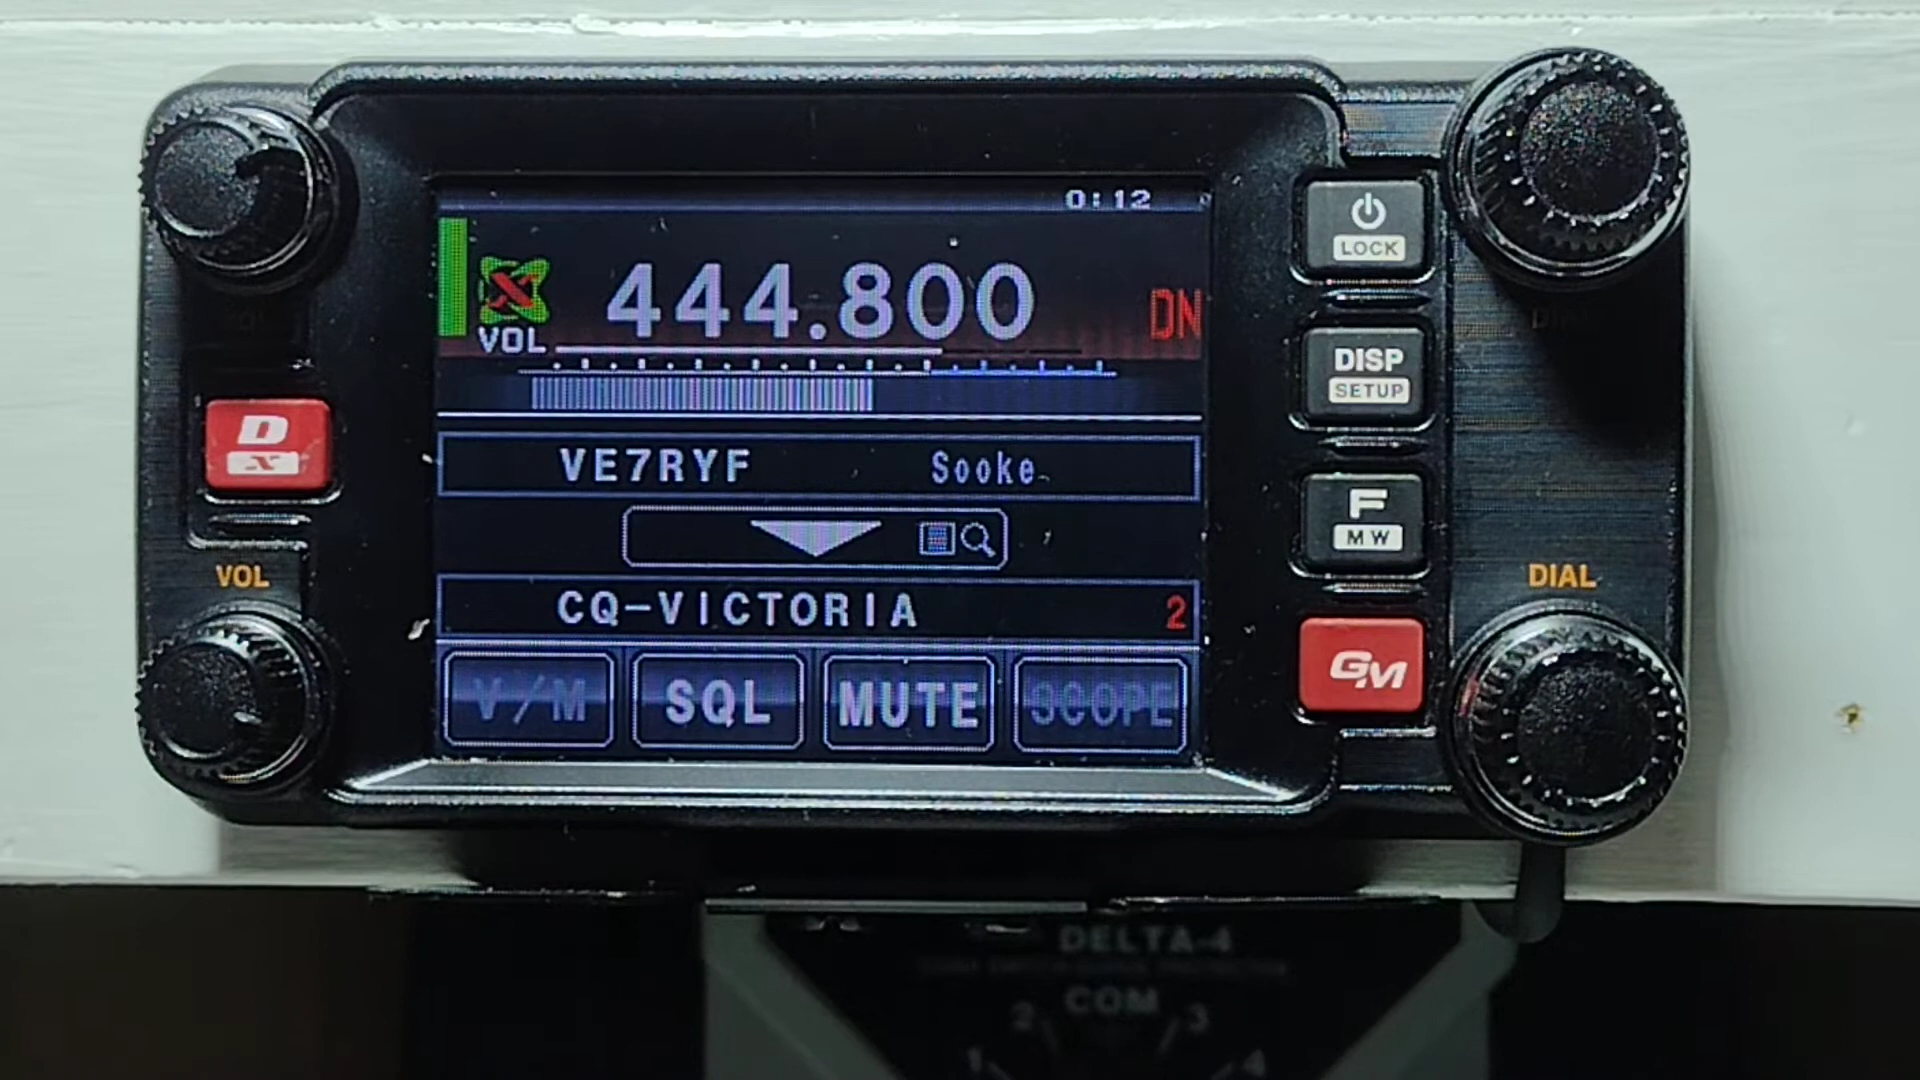 0:12
444.800
DN
VOL
VE7RYF Sooke
CQ-VICTORIA 2
V/M SQL MUTE SCOPE
D
X
VOL
LOCK
DISP
SETUP
F
MW
GM
DIAL
DIAL
DELTA-4
COM
2 3
1 4